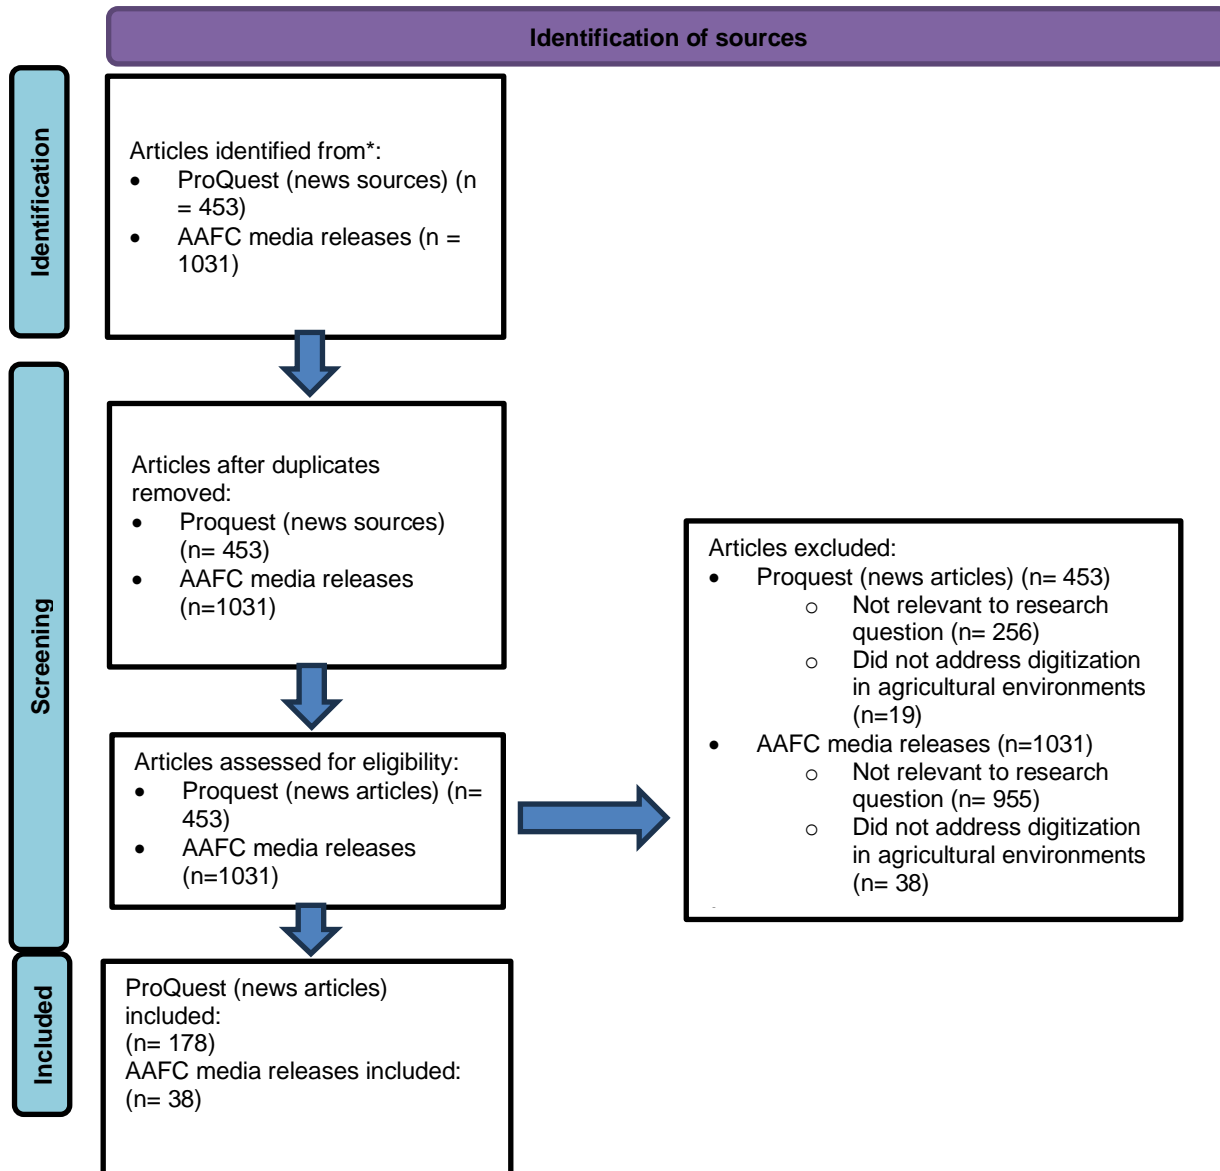 Identification of sources
Identification
Articles identified from*:
• ProQuest (news sources) (n
= 453)
• AAFC media releases (n =
1031)
Screening
Articles after duplicates
removed:
• Proquest (news sources)
(n= 453)
• AAFC media releases
(n=1031)
Articles assessed for eligibility:
• Proquest (news articles) (n=
453)
• AAFC media releases
(n=1031)
Articles excluded:
• Proquest (news articles) (n= 453)
o Not relevant to research
question (n= 256)
o Did not address digitization
in agricultural environments
(n=19)
• AAFC media releases (n=1031)
o Not relevant to research
question (n= 955)
o Did not address digitization
in agricultural environments
(n= 38)
Included
ProQuest (news articles)
included:
(n= 178)
AAFC media releases included:
(n= 38)